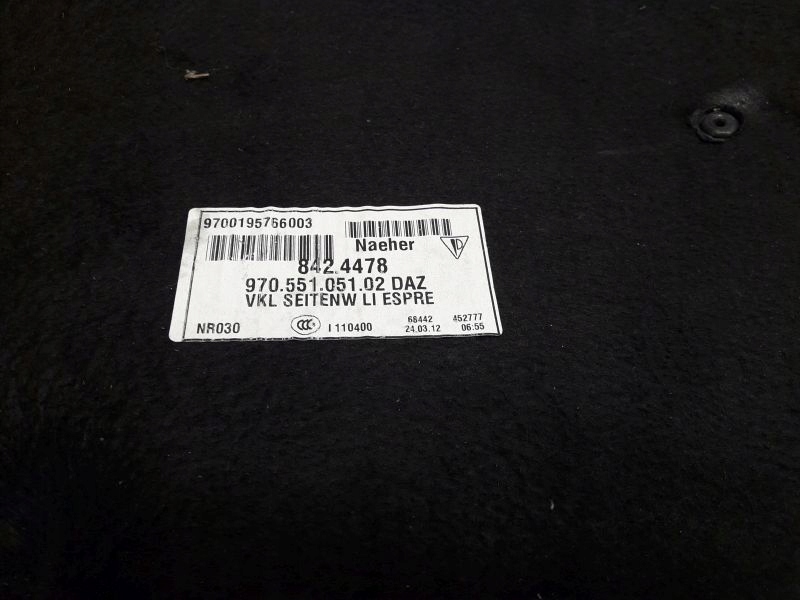 9700195766003
Naeher
D
842.4478
970.551.051.02 DAZ
VKL SEITENW LI ESPRE
NR030 CCC I 110400 68442 452777
24.03.12 06:55